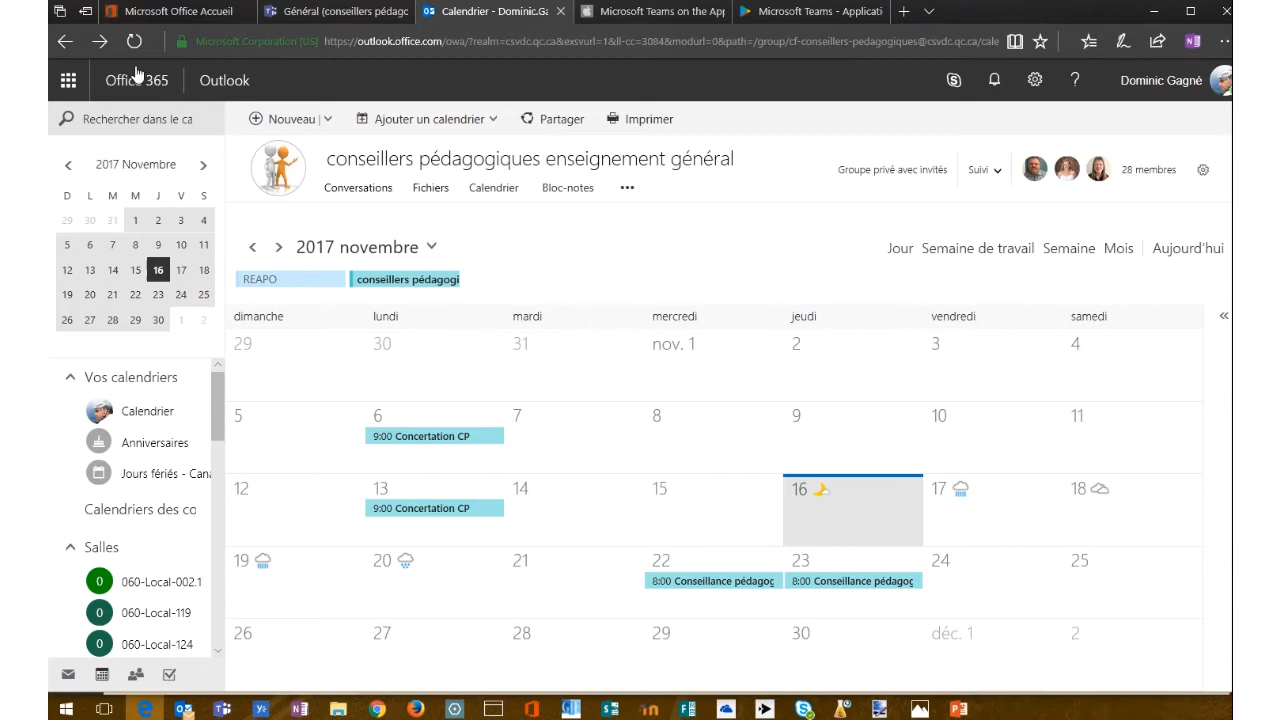 Microsoft Office Accueil
Général (conseillers pédagog
Calendrier - Dominic.Ga
Microsoft Teams on the App
Microsoft Teams - Applicati
Microsoft Corporation [US] https://outlook.office.com/owa/?realm=csvdc.qc.ca&exsvurl=1&ll-cc=3084&modurl=0&path=/group/cf-conseillers-pedagogiques@csvdc.qc.ca/cale
Office 365 Outlook Dominic Gagné
Rechercher dans le ca
Nouveau Ajouter un calendrier Partager Imprimer
conseillers pédagogiques enseignement général
Conversations Fichiers Calendrier Bloc-notes
Groupe privé avec invités Suivi 28 membres
2017 Novembre
D L M M J V S
29 30 31 1 2 3 4
5 6 7 8 9 10 11
12 13 14 15 16 17 18
19 20 21 22 23 24 25
26 27 28 29 30 1 2
Vos calendriers
Calendrier
Anniversaires
Jours fériés - Cana
Calendriers des co
Salles
0 060-Local-002.1
0 060-Local-119
0 060-Local-124
2017 novembre
Jour Semaine de travail Semaine Mois Aujourd'hui
REAPO conseillers pédagogi
dimanche lundi mardi mercredi jeudi vendredi samedi
29 30 31 nov. 1 2 3 4
5 6 7 8 9 10 11
9:00 Concertation CP
12 13 14 15 16 17 18
9:00 Concertation CP
19 20 21 22 23 24 25
8:00 Conseillance pédagog 8:00 Conseillance pédagog
26 27 28 29 30 déc. 1 2